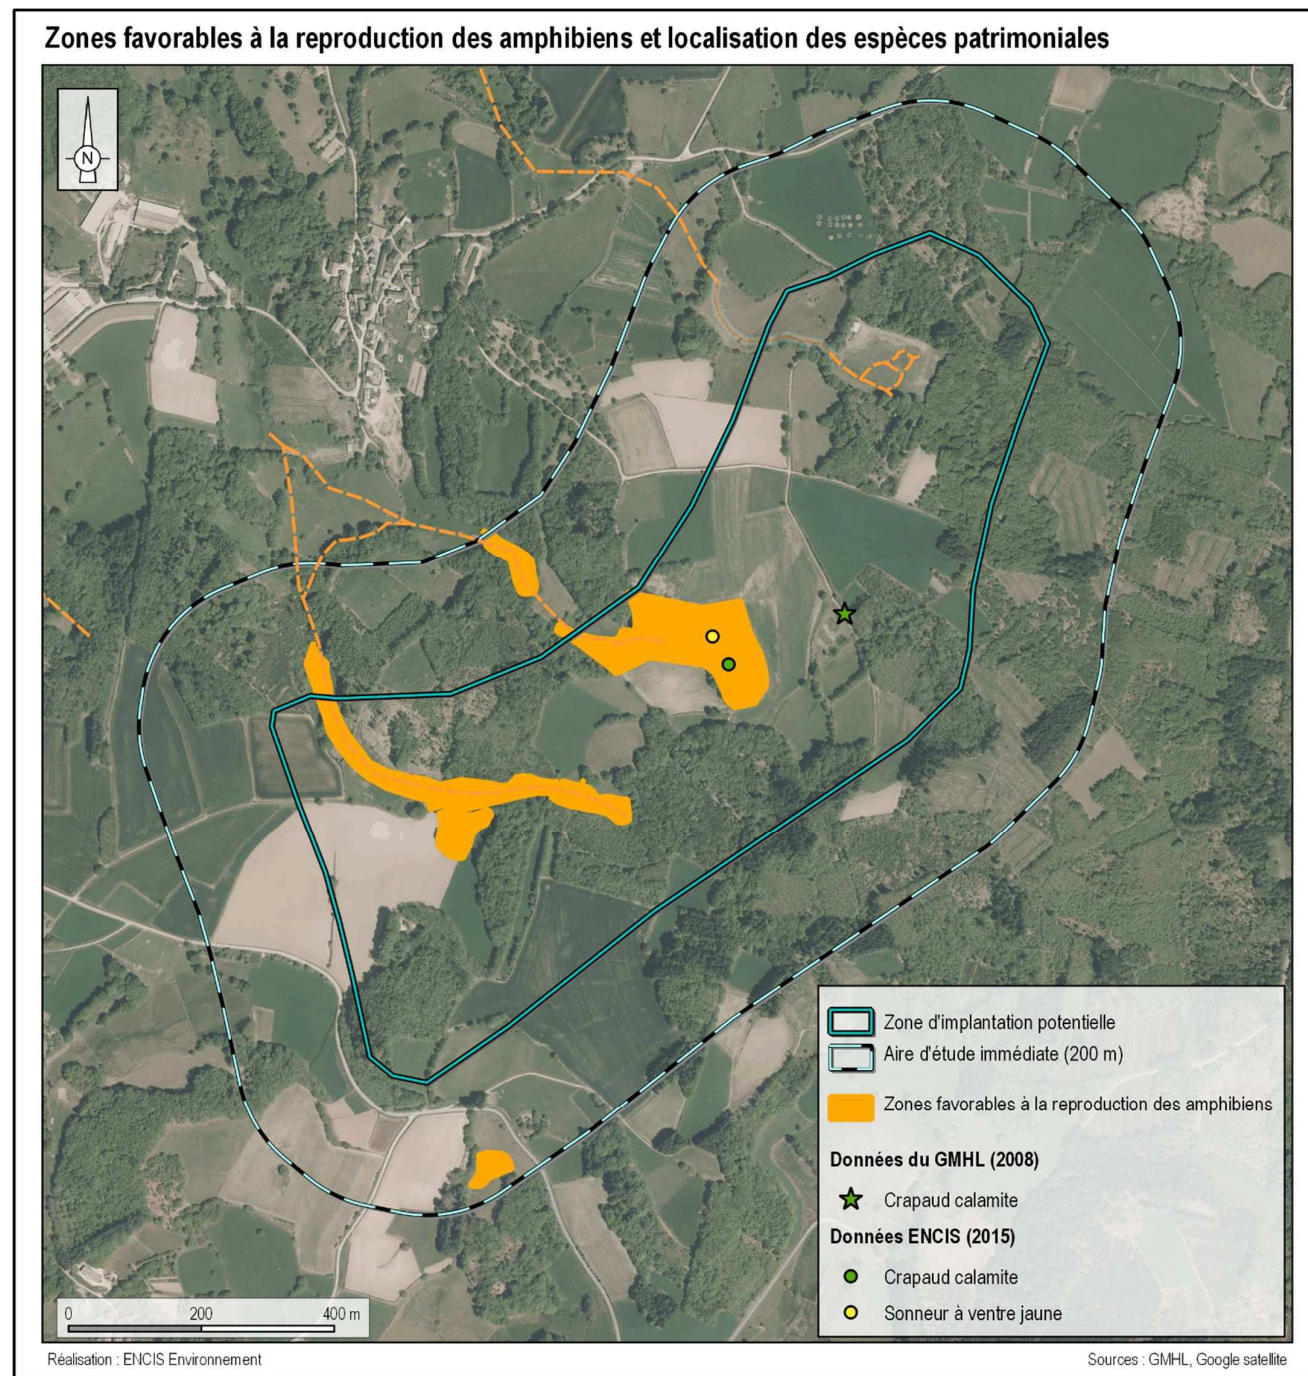 Zones favorables à la reproduction des amphibiens et localisation des espèces patrimoniales
N
Zone d'implantation potentielle
Aire d'étude immédiate (200 m)
Zones favorables à la reproduction des amphibiens
Données du GMHL (2008)
Crapaud calamite
Données ENCIS (2015)
Crapaud calamite
Sonneur à ventre jaune
0 200 400 m
Réalisation : ENCIS Environnement
Sources : GMHL, Google satellite